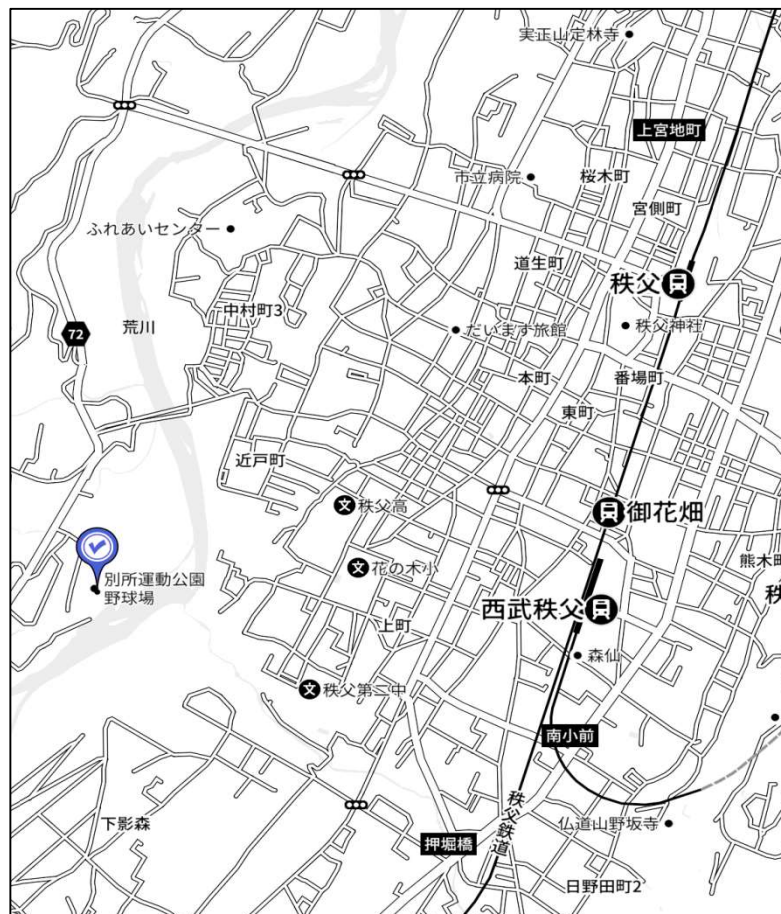 実正山定林寺
上宮地町
市立病院
桜木町
宮側町
ふれあいセンター
道生町
秩父
中村町3
荒川
72
だいます旅館
秩父神社
本町
番場町
東町
近戸町
文
秩父高
御花畑
文
花の木小
熊木町
別所運動公園
野球場
秩
西武秩父
上町
森仙
文
秩父第二中
南小前
下影森
秩父鉄道
仏道山野坂寺
押堀橋
日野田町2